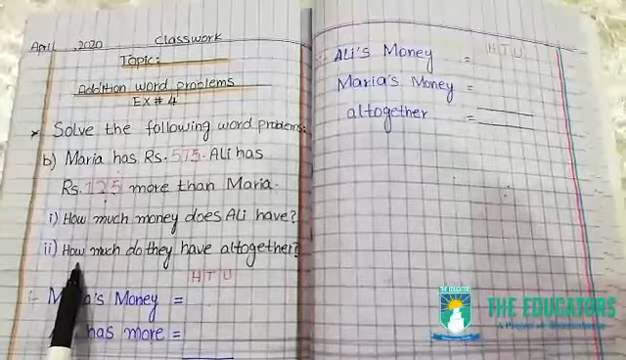 April ,2020 Classwork
Topic:
Addition word problems
EX # 4
* Solve the following word problems:
b) Maria has Rs. 575. Ali has
Rs. 125 more than Maria.
i) How much money does Ali have?
ii) How much do they have altogether?
H T U
Money =
has more =
H T U
Ali's Money =
Maria's Money =
altogether =
THE EDUCATORS